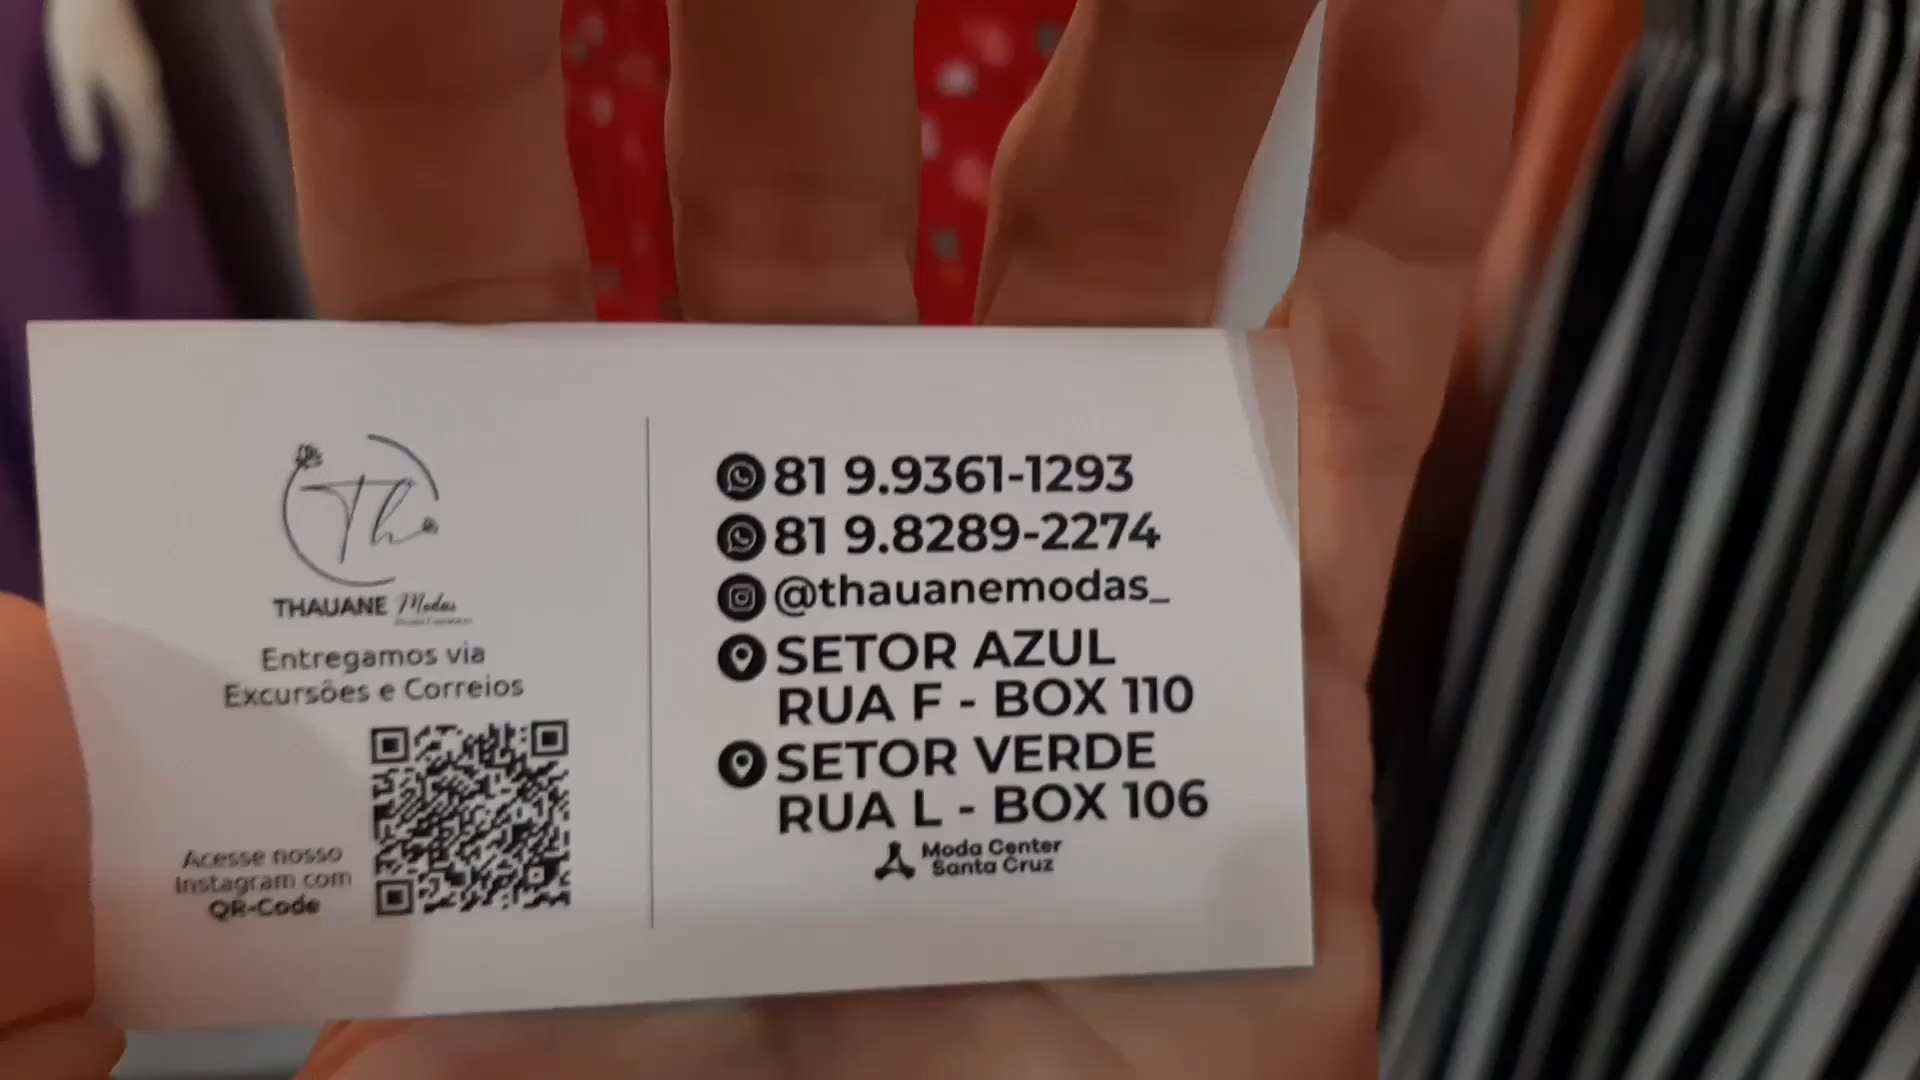 Th
THAUANE Modas
Entregamos via
Excursões e Correios
Acesse nosso
Instagram com
QR-Code
81 9.9361-1293
81 9.8289-2274
@thauanemodas_
SETOR AZUL
RUA F - BOX 110
SETOR VERDE
RUA L - BOX 106
Moda Center
Santa Cruz